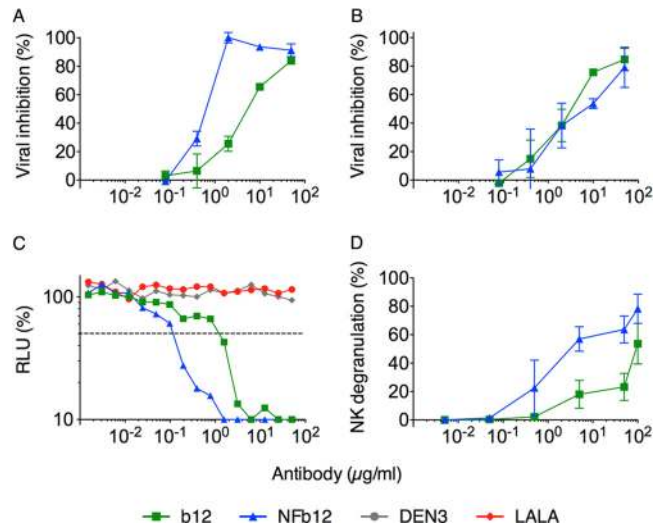 A
B
Viral inhibition (%)
100
80
60
40
20
0
10⁻² 10⁻¹ 10⁰ 10¹ 10²
Viral inhibition (%)
100
80
60
40
20
0
10⁻² 10⁻¹ 10⁰ 10¹ 10²
C
D
RLU (%)
100
10
10⁻² 10⁻¹ 10⁰ 10¹ 10²
NK degranulation (%)
100
80
60
40
20
0
10⁻² 10⁻¹ 10⁰ 10¹ 10²
Antibody (µg/ml)
b12 NFb12 DEN3 LALA